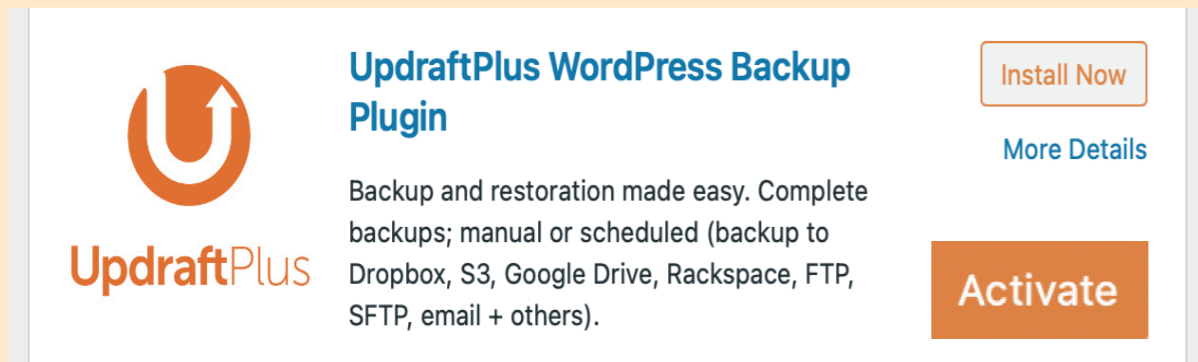 UpdraftPlus WordPress Backup
Plugin
Install Now
More Details
Backup and restoration made easy. Complete
backups; manual or scheduled (backup to
Dropbox, S3, Google Drive, Rackspace, FTP,
SFTP, email + others).
UpdraftPlus
Activate